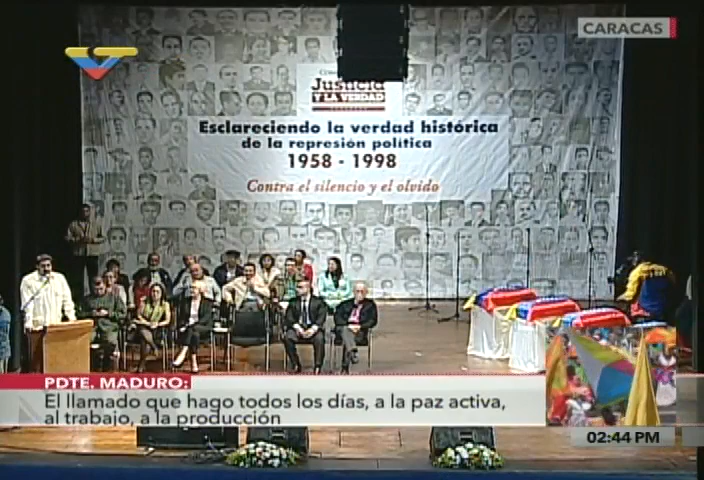 CARACAS
Justicia
Y LA VERDAD
Esclareciendo la verdad histórica
de la represión política
1958 - 1998
Contra el silencio y el olvido
PDTE. MADURO:
El llamado que hago todos los días, a la paz activa,
al trabajo, a la producción
02:44 PM